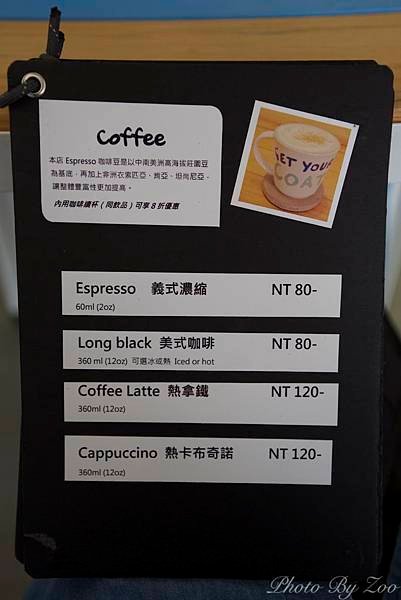 Coffee
本店 Espresso 咖啡豆是以中南美洲高海拔莊園豆
為基底，再加上非洲衣索匹亞、肯亞、坦尚尼亞，
讓整體豐富性更加提高。
內用咖啡續杯（同飲品）可享 8 折優惠
GET YOUR
COAT
Espresso 義式濃縮 NT 80-
60ml (2oz)
Long black 美式咖啡 NT 80-
360 ml (12oz) 可選冰或熱 Iced or hot
Coffee Latte 熱拿鐵 NT 120-
360ml (12oz)
Cappuccino 熱卡布奇諾 NT 120-
360ml (12oz)
Photo By Zoo